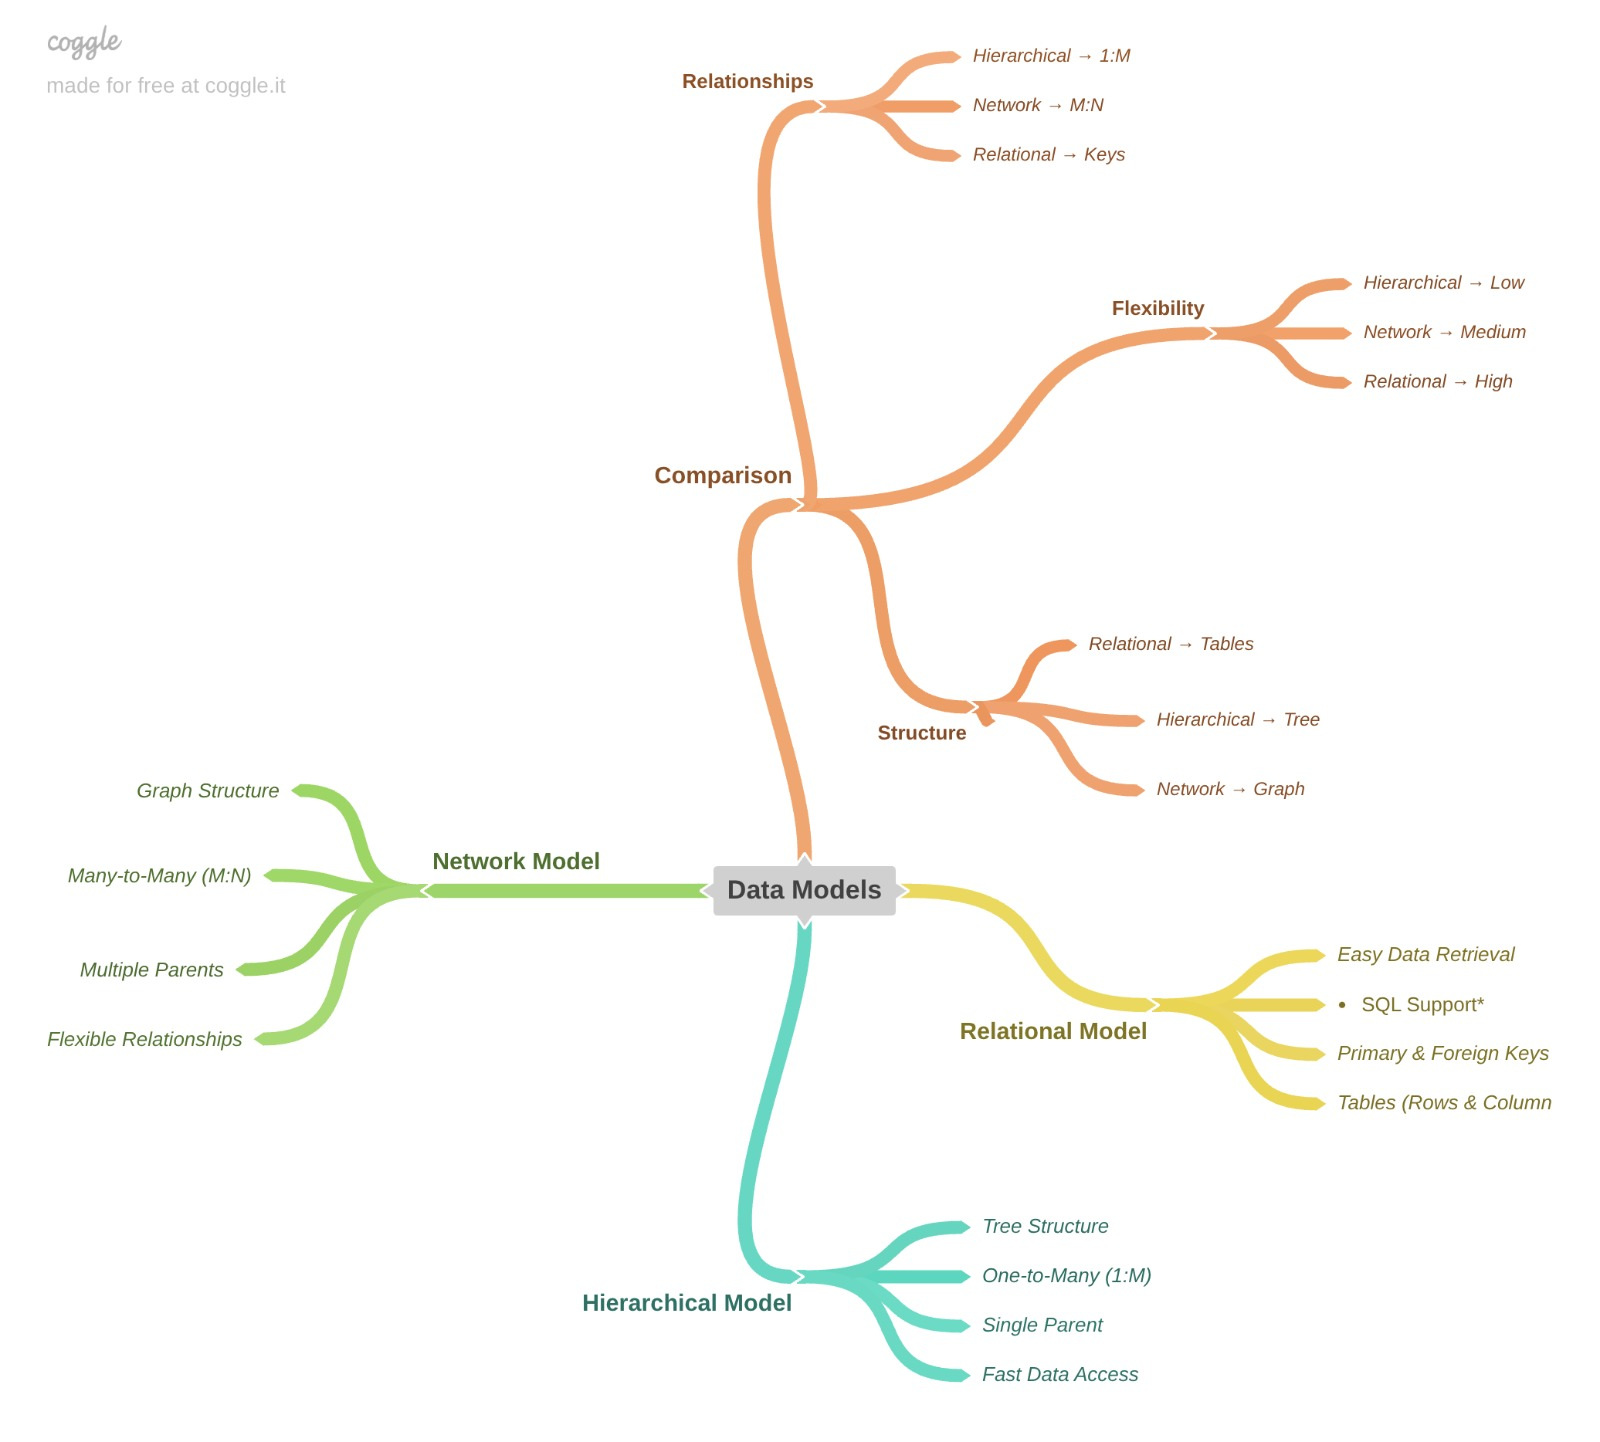 coggle
made for free at coggle.it
Relationships
Hierarchical → 1:M
Network → M:N
Relational → Keys
Flexibility
Hierarchical → Low
Network → Medium
Relational → High
Comparison
Structure
Relational → Tables
Hierarchical → Tree
Network → Graph
Data Models
Network Model
Graph Structure
Many-to-Many (M:N)
Multiple Parents
Flexible Relationships
Relational Model
Easy Data Retrieval
• SQL Support*
Primary & Foreign Keys
Tables (Rows & Column
Hierarchical Model
Tree Structure
One-to-Many (1:M)
Single Parent
Fast Data Access